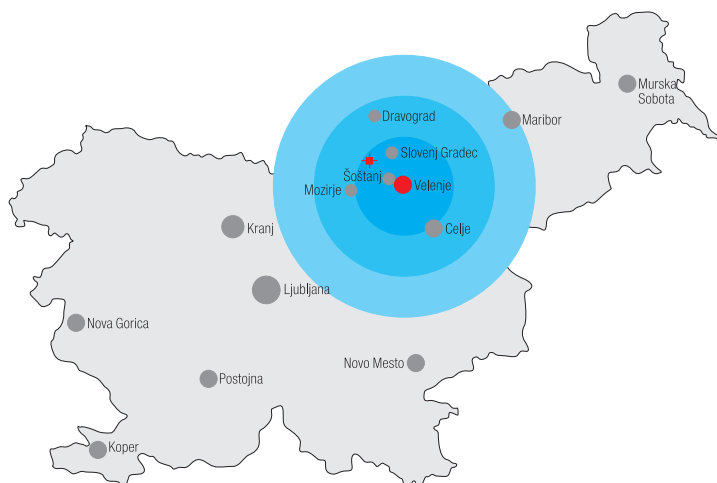 Murska
Sobota
Dravograd
Maribor
Slovenj Gradec
Šoštanj
Velenje
Mozirje
Kranj
Celje
Ljubljana
Nova Gorica
Novo Mesto
Postojna
Koper